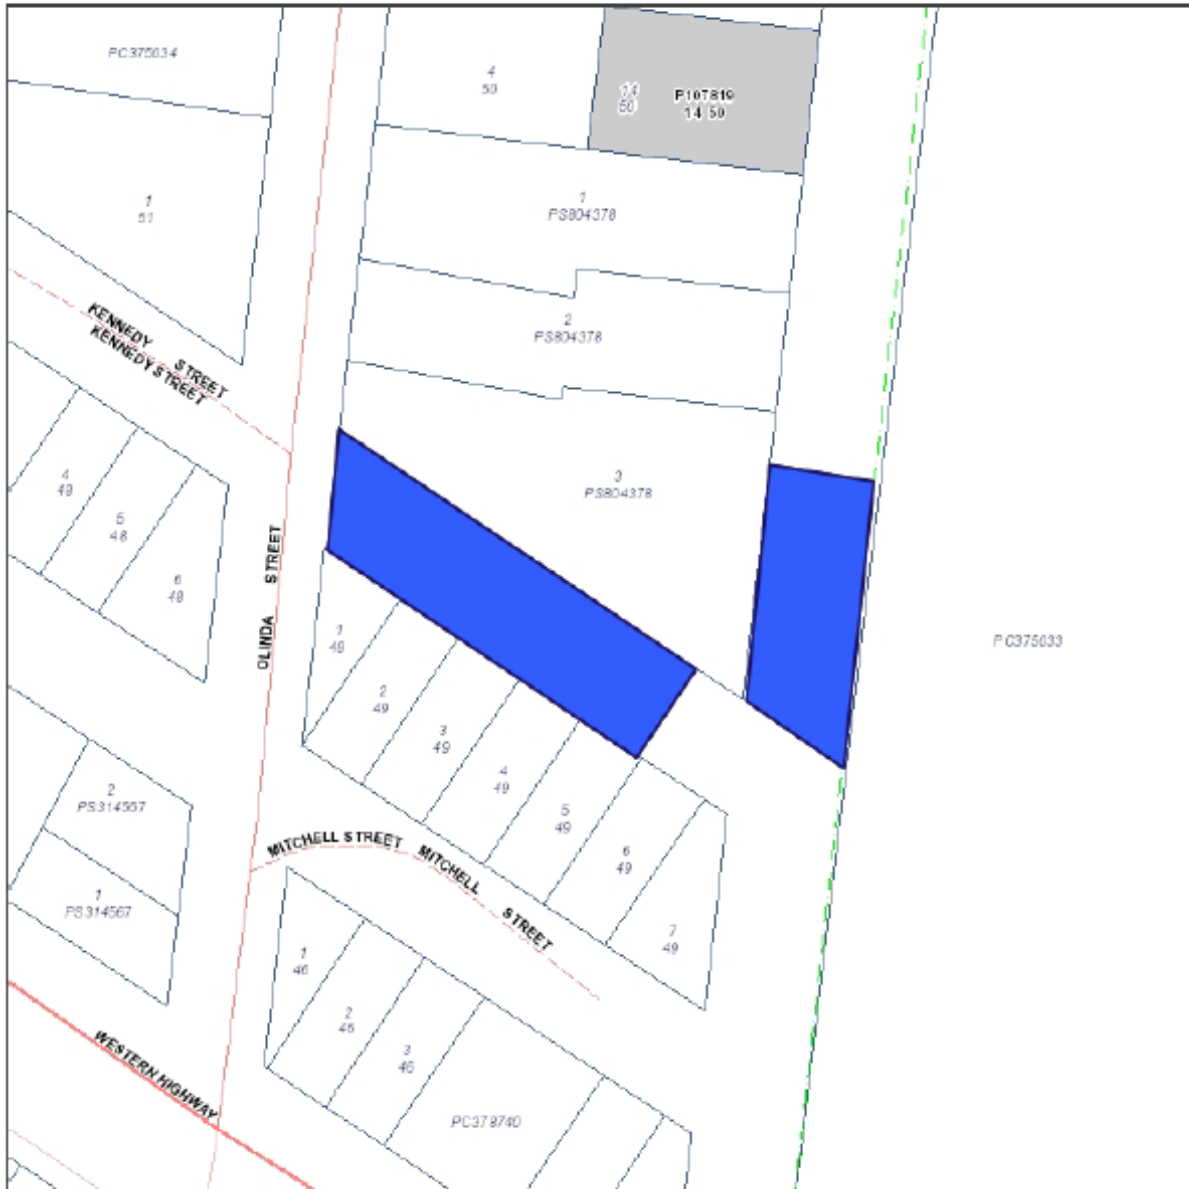 PC375034
4
50
14
50
P107819
14 50
1
51
1
PS804378
KENNEDY STREET
KENNEDY STREET
2
PS804378
4
49
5
48
6
48
3
PS804378
OLINDA STREET
1
49
2
49
3
49
4
49
5
49
6
49
7
49
PC375033
2
PS314567
1
PS314567
MITCHELL STREET
MITCHELL STREET
1
46
2
46
3
46
WESTERN HIGHWAY
PC378740